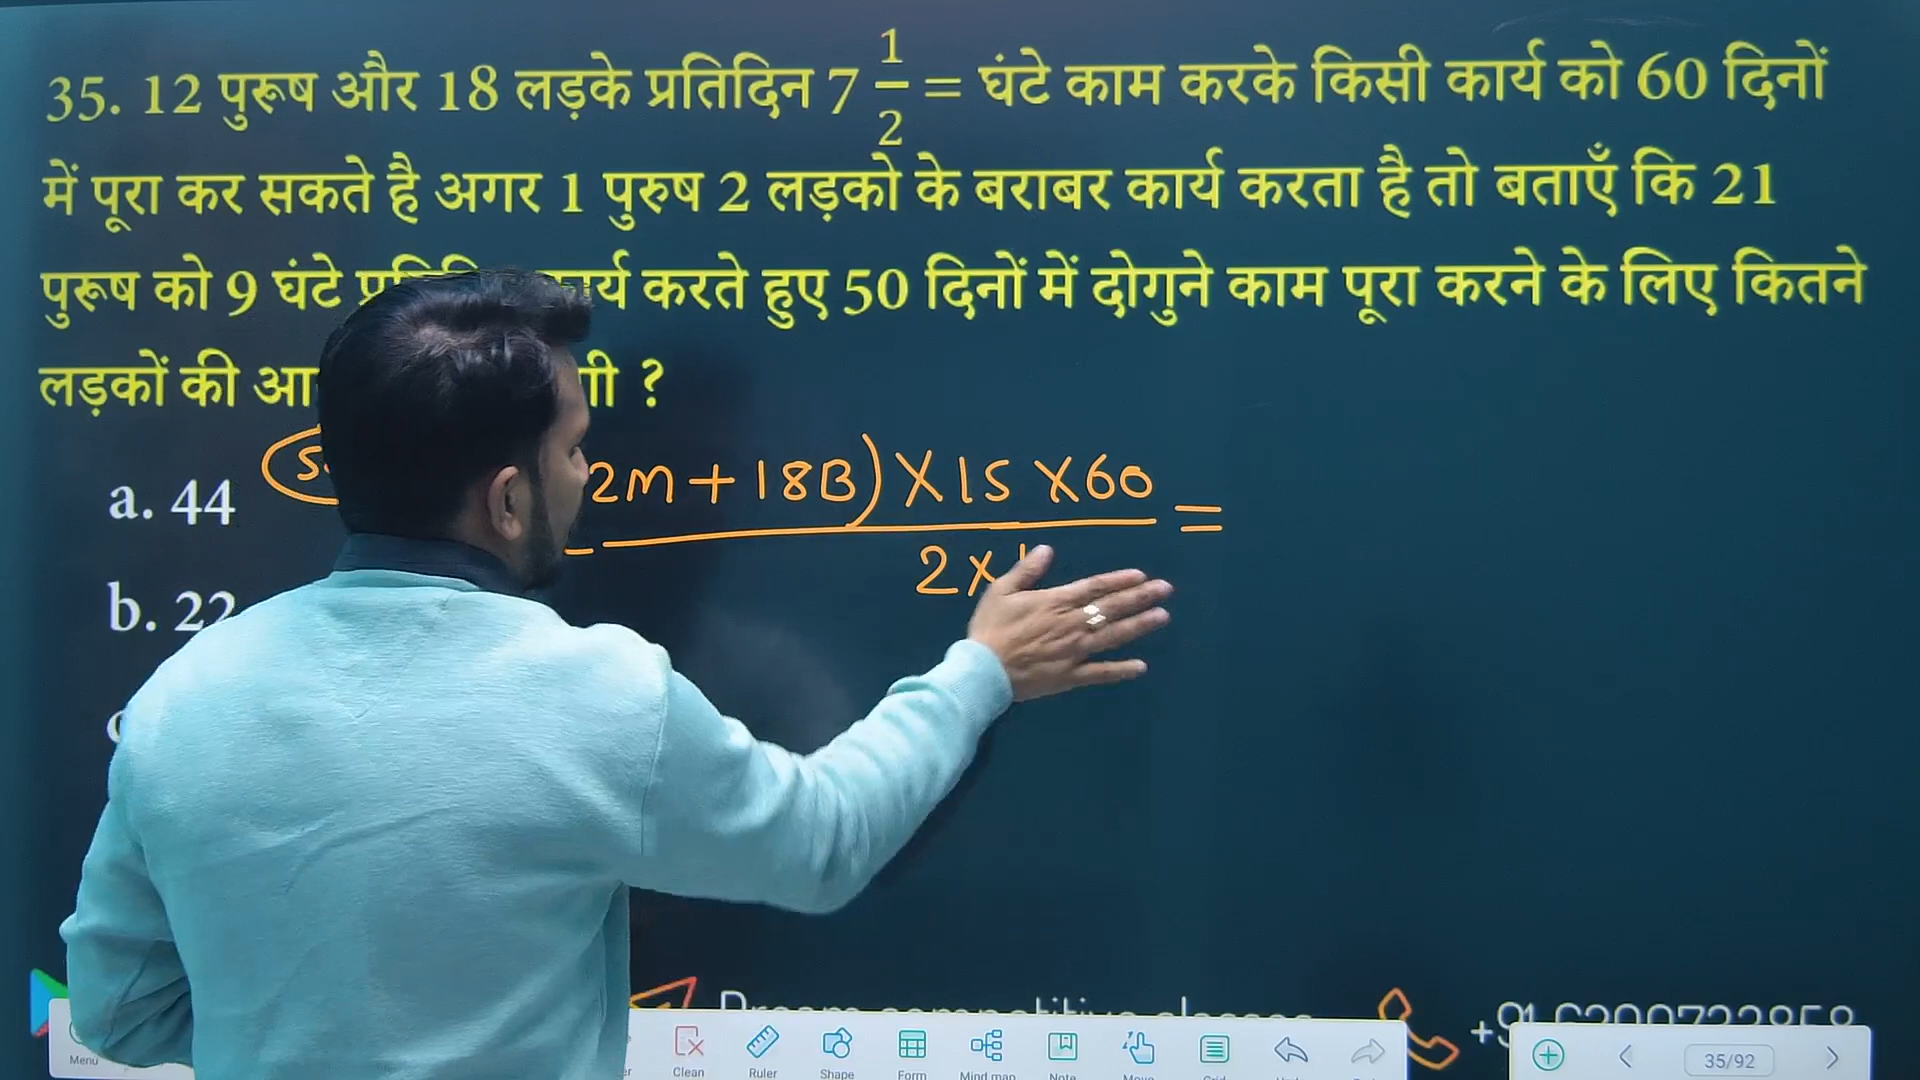 35. 12 पुरूष और 18 लड़के प्रतिदिन 7 1/2 = घंटे काम करके किसी कार्य को 60 दिनों
में पूरा कर सकते है अगर 1 पुरुष 2 लड़को के बराबर कार्य करता है तो बताएँ कि 21
पुरूष को 9 घंटे कार्य करते हुए 50 दिनों में दोगुने काम पूरा करने के लिए कितने
लड़कों की ?
a. 44
2M + 18B) X 15 X 60 =
2 X
b. 22
Menu Clean Ruler Shape Form Mind map Note Move Grid
35/92